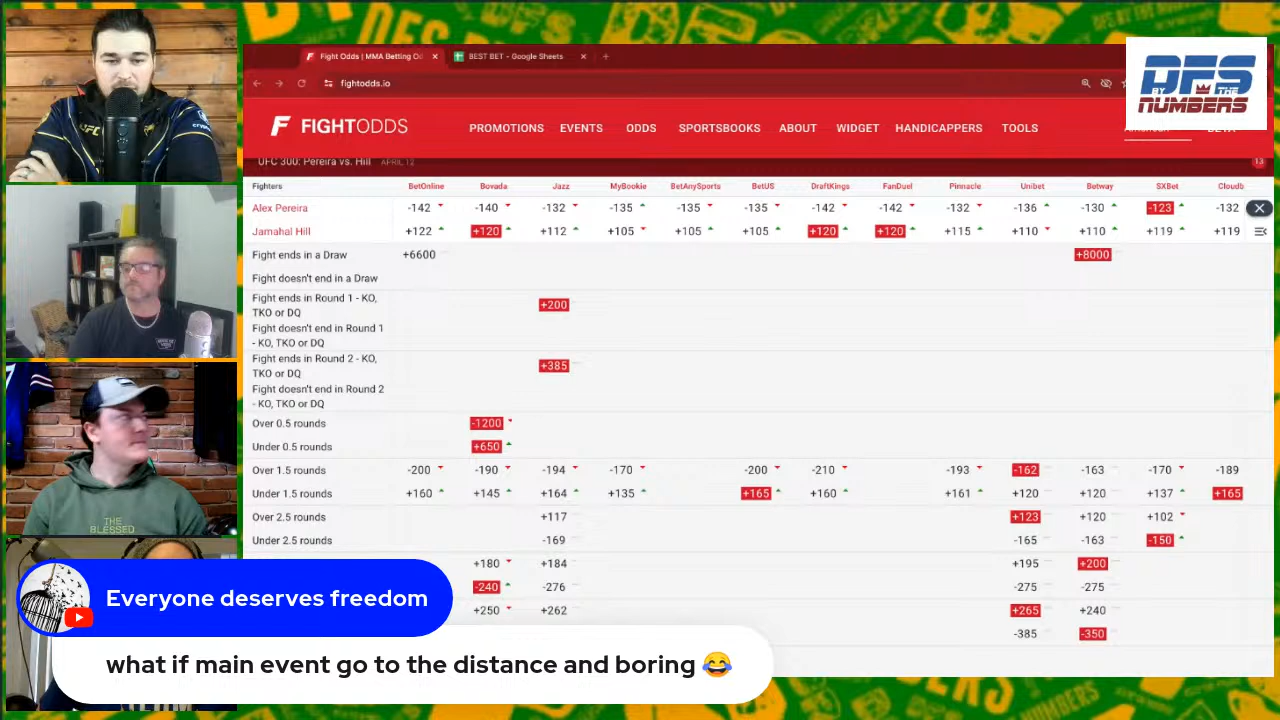 Fight Odds | MMA Betting Od
BEST BET - Google Sheets
fightodds.io
DFS
BY THE
NUMBERS
FIGHTODDS
PROMOTIONS EVENTS ODDS SPORTSBOOKS ABOUT WIDGET HANDICAPPERS TOOLS
UFC 300: Pereira vs. Hill APRIL 12
13
Fighters BetOnline Bovada Jazz MyBookie BetAnySports BetUS DraftKings FanDuel Pinnacle Unibet Betway SXBet Cloudb
Alex Pereira -142 -140 -132 -135 -135 -135 -142 -142 -132 -136 -130 -123 -132
Jamahal Hill +122 +120 +112 +105 +105 +105 +120 +120 +115 +110 +110 +119 +119
Fight ends in a Draw +6600 +8000
Fight doesn't end in a Draw
Fight ends in Round 1 - KO,
TKO or DQ +200
Fight doesn't end in Round 1
- KO, TKO or DQ
Fight ends in Round 2 - KO,
TKO or DQ +385
Fight doesn't end in Round 2
- KO, TKO or DQ
Over 0.5 rounds -1200
Under 0.5 rounds +650
Over 1.5 rounds -200 -190 -194 -170 -200 -210 -193 -162 -163 -170 -189
Under 1.5 rounds +160 +145 +164 +135 +165 +160 +161 +120 +120 +137 +165
Over 2.5 rounds +117 +123 +120 +102
Under 2.5 rounds -169 -165 -163 -150
+180 +184 +195 +200
-240 -276 -275 -275
+250 +262 +265 +240
-385 -350
UFC
THE
BLESSED
Everyone deserves freedom
what if main event go to the distance and boring 😂